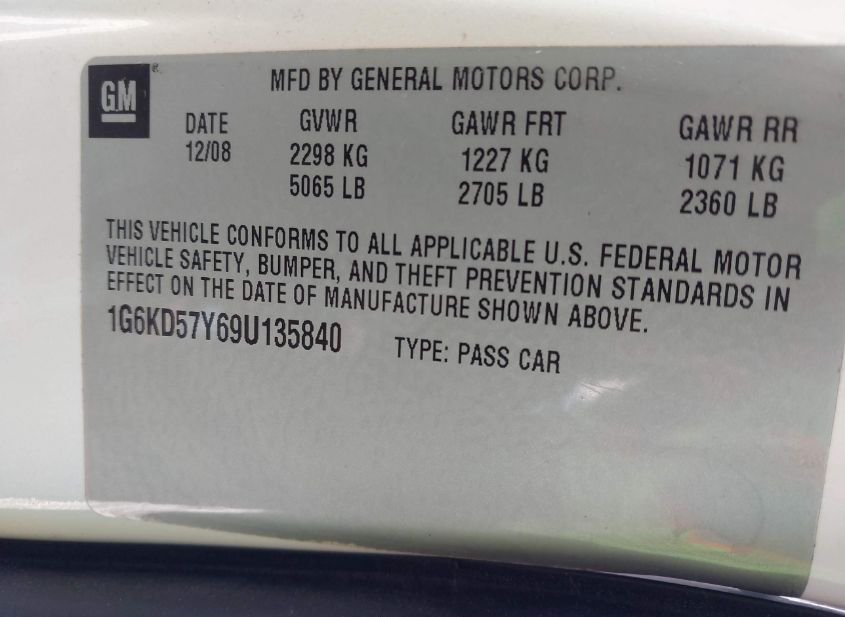 GM
MFD BY GENERAL MOTORS CORP.
DATE GVWR GAWR FRT GAWR RR
12/08 2298 KG 1227 KG 1071 KG
5065 LB 2705 LB 2360 LB
THIS VEHICLE CONFORMS TO ALL APPLICABLE U.S. FEDERAL MOTOR
VEHICLE SAFETY, BUMPER, AND THEFT PREVENTION STANDARDS IN
EFFECT ON THE DATE OF MANUFACTURE SHOWN ABOVE.
1G6KD57Y69U135840 TYPE: PASS CAR